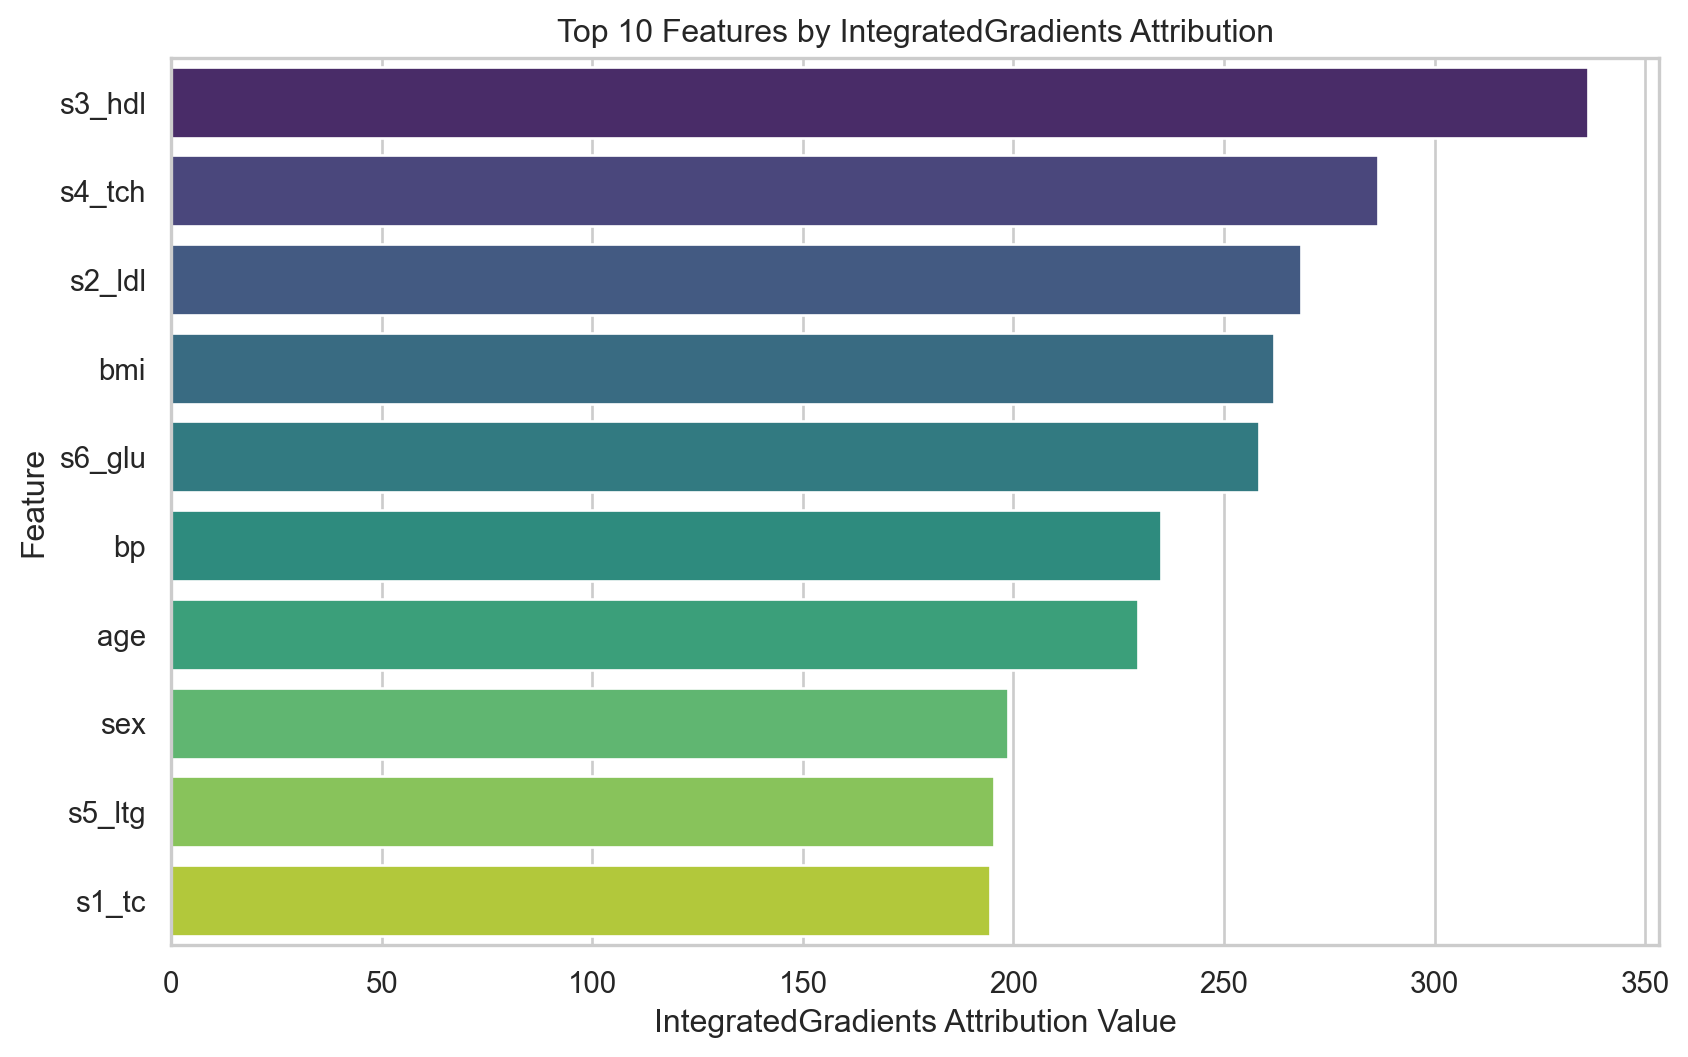 Top 10 Features by IntegratedGradients Attribution
s3_hdl
s4_tch
s2_ldl
bmi
s6_glu
bp
age
sex
s5_ltg
s1_tc
Feature
0 50 100 150 200 250 300 350
IntegratedGradients Attribution Value